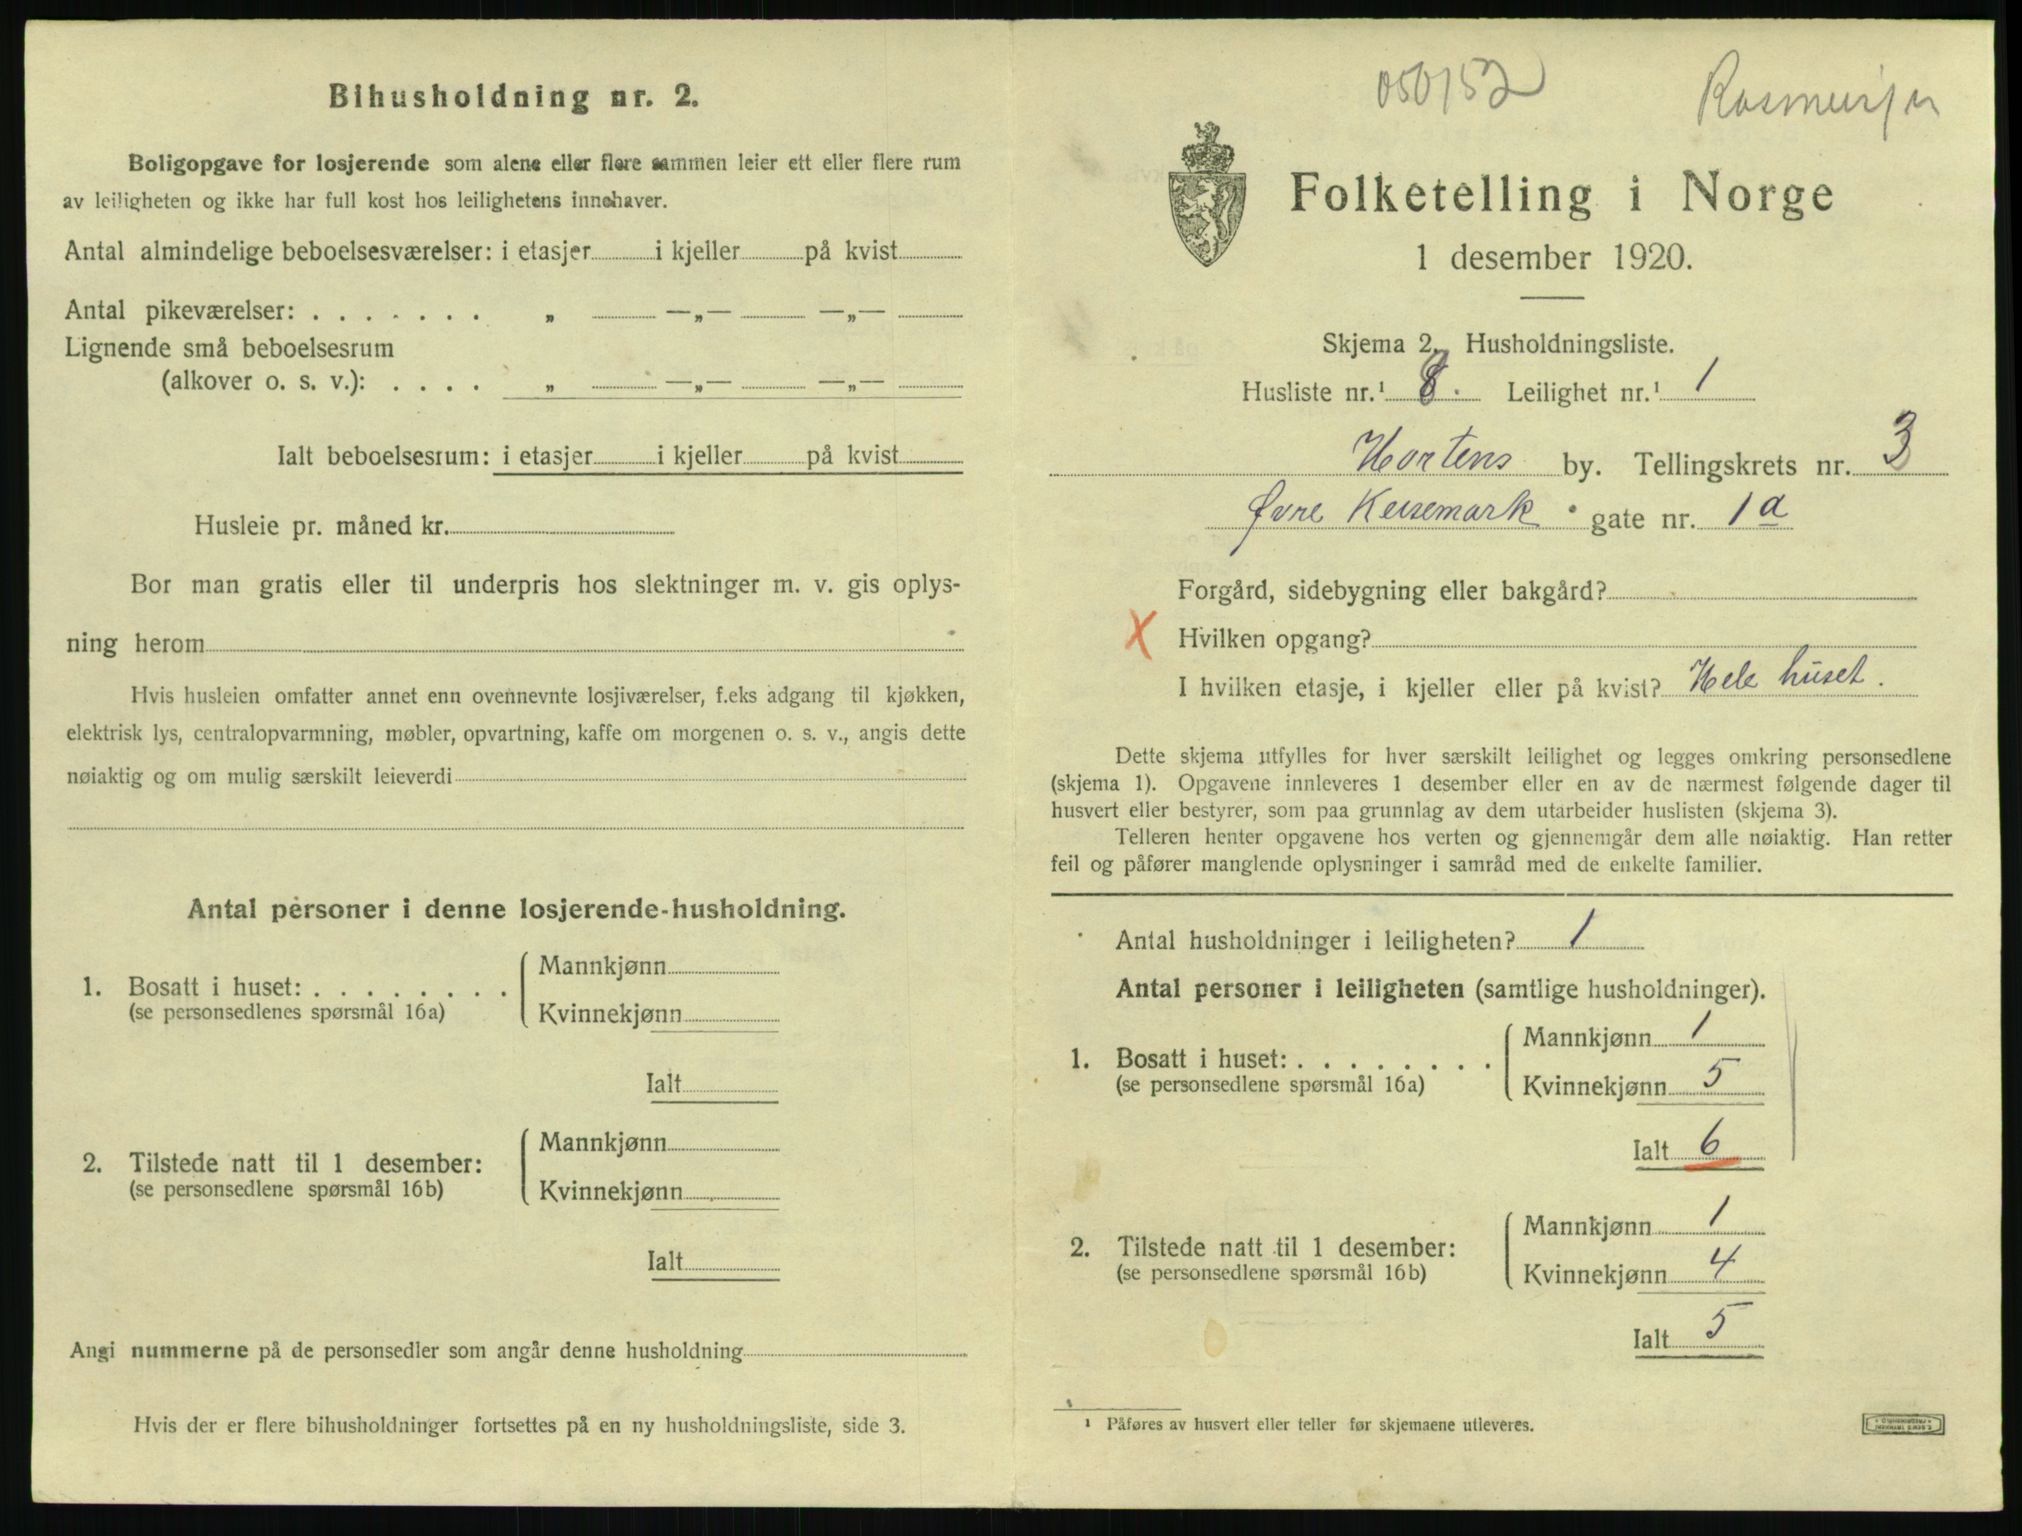 Bihusholdning nr. 2.
Boligopgave for losjerende som alene eller flere sammen leier ett eller flere rum
av leiligheten og ikke har full kost hos leilighetens innehaver.
Antal almindelige beboelsesværelser: i etasjer i kjeller på kvist
Antal pikeværelser: . . . . . . . „ —„— —„—
Lignende små beboelsesrum
(alkover o. s. v.): . . . . „ —„— —„—
Ialt beboelsesrum: i etasjer i kjeller på kvist
Husleie pr. måned kr.
Bor man gratis eller til underpris hos slektninger m. v. gis oplys-
ning herom
Hvis husleien omfatter annet enn ovennevnte losjiværelser, f.eks adgang til kjøkken,
elektrisk lys, centralopvarmning, møbler, opvartning, kaffe om morgenen o. s. v., angis dette
nøiaktig og om mulig særskilt leieverdi
Antal personer i denne losjerende-husholdning.
1. Bosatt i huset: . . . . . . . . Mannkjønn
(se personsedlenes spørsmål 16a) Kvinnekjønn
Ialt
2. Tilstede natt til 1 desember: Mannkjønn
(se personsedlene spørsmål 16b) Kvinnekjønn
Ialt
Angi nummerne på de personsedler som angår denne husholdning
Hvis der er flere bihusholdninger fortsettes på en ny husholdningsliste, side 3.
050152
Folketelling i Norge
1 desember 1920.
Skjema 2. Husholdningsliste.
Husliste nr.¹ 8. Leilighet nr.¹ 1
Hortens by. Tellingskrets nr. 3
Øvre Keisemark gate nr. 1a
Forgård, sidebygning eller bakgård?
X Hvilken opgang?
I hvilken etasje, i kjeller eller på kvist? Hele huset.
Dette skjema utfylles for hver særskilt leilighet og legges omkring personsedlene
(skjema 1). Opgavene innleveres 1 desember eller en av de nærmest følgende dager til
husvert eller bestyrer, som paa grunnlag av dem utarbeider huslisten (skjema 3).
Telleren henter opgavene hos verten og gjennemgår dem alle nøiaktig. Han retter
feil og påfører manglende oplysninger i samråd med de enkelte familier.
Antal husholdninger i leiligheten? 1
Antal personer i leiligheten (samtlige husholdninger).
1. Bosatt i huset: . . . . . . . . Mannkjønn 1
(se personsedlene spørsmål 16a) Kvinnekjønn 5
Ialt 6
2. Tilstede natt til 1 desember: Mannkjønn 1
(se personsedlene spørsmål 16b) Kvinnekjønn 4
Ialt 5
¹ Påføres av husvert eller teller før skjemaene utleveres.